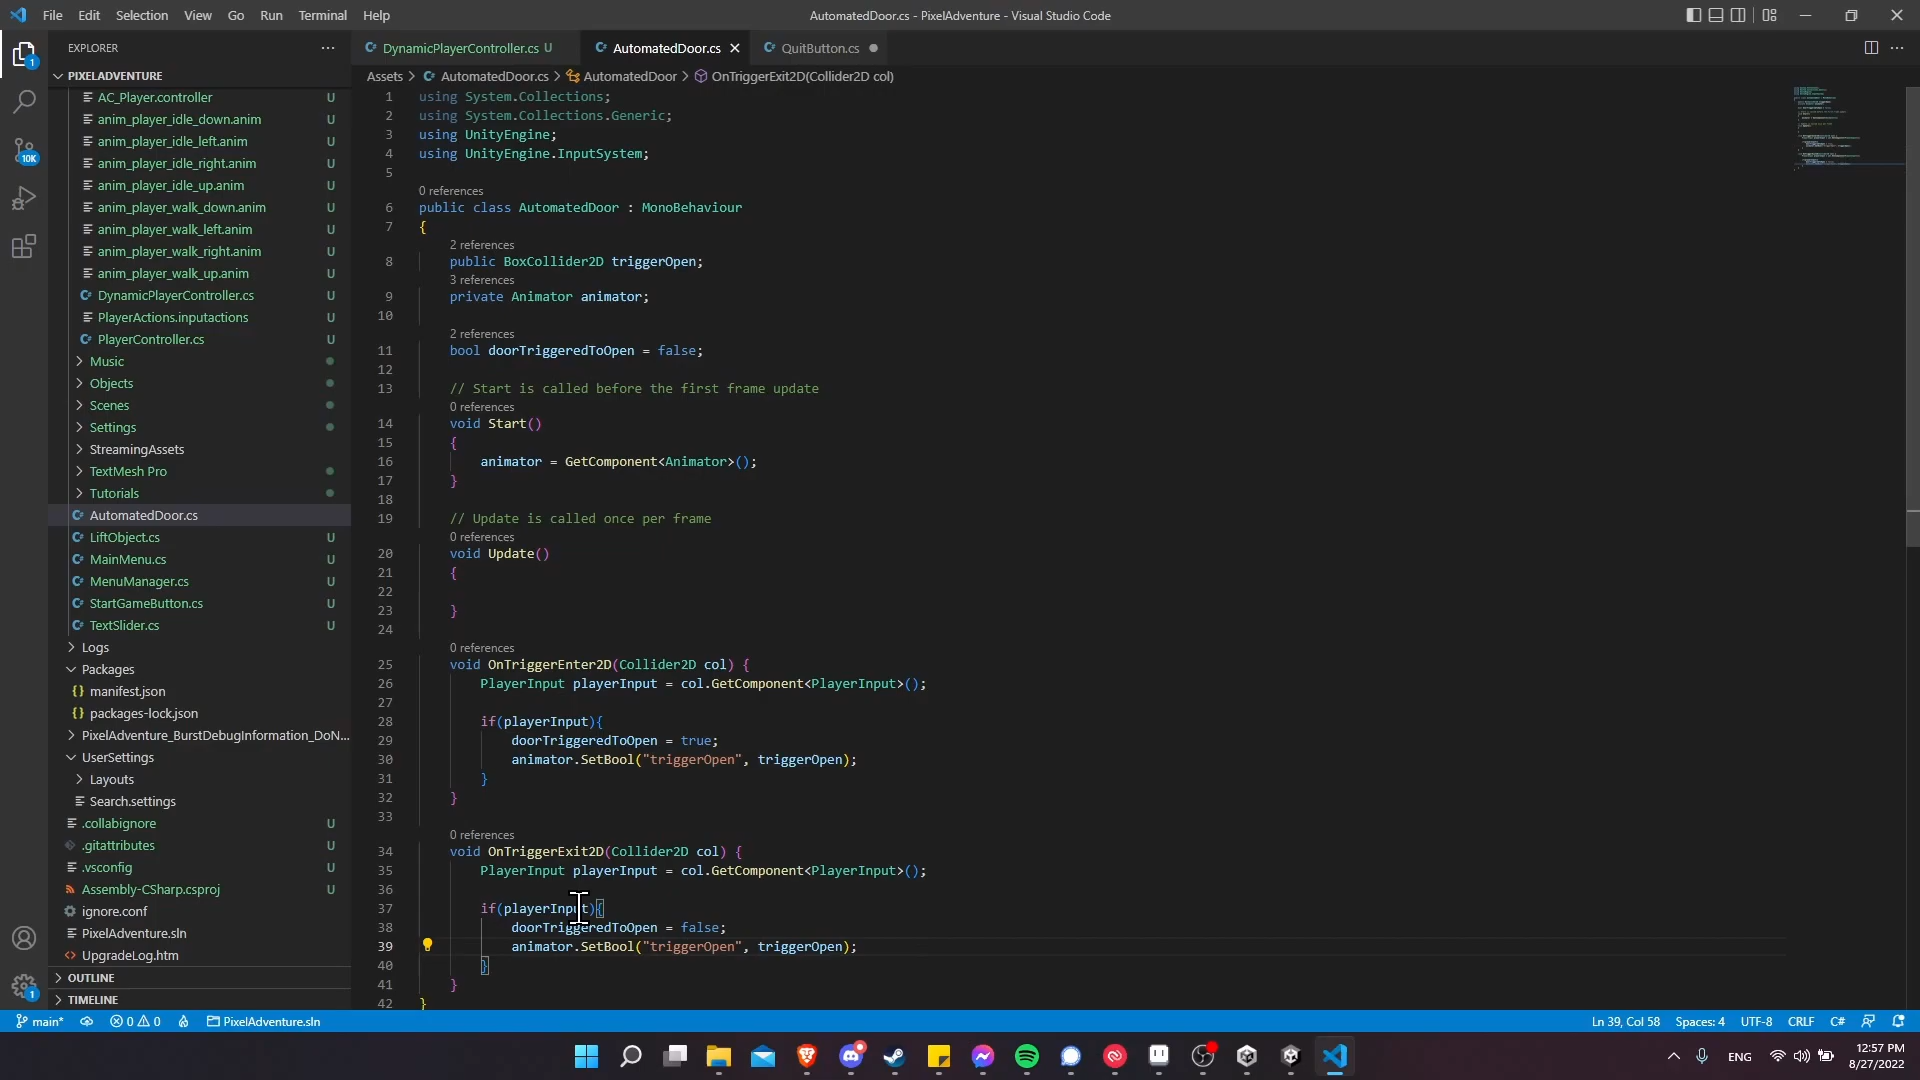 File Edit Selection View Go Run Terminal Help
AutomatedDoor.cs - PixelAdventure - Visual Studio Code
EXPLORER
PIXELADVENTURE
AC_Player.controller U
anim_player_idle_down.anim U
anim_player_idle_left.anim U
anim_player_idle_right.anim U
anim_player_idle_up.anim U
anim_player_walk_down.anim U
anim_player_walk_left.anim U
anim_player_walk_right.anim U
anim_player_walk_up.anim U
DynamicPlayerController.cs U
PlayerActions.inputactions U
PlayerController.cs U
Music
Objects
Scenes
Settings
StreamingAssets
TextMesh Pro
Tutorials
AutomatedDoor.cs
LiftObject.cs U
MainMenu.cs U
MenuManager.cs U
StartGameButton.cs U
TextSlider.cs U
Logs
Packages
manifest.json
packages-lock.json
PixelAdventure_BurstDebugInformation_DoN...
UserSettings
Layouts
Search.settings
.collabignore U
.gitattributes U
.vsconfig U
Assembly-CSharp.csproj U
ignore.conf
PixelAdventure.sln
UpgradeLog.htm
OUTLINE
TIMELINE
1
10K
1
DynamicPlayerController.cs U
AutomatedDoor.cs
QuitButton.cs
Assets > AutomatedDoor.cs > AutomatedDoor > OnTriggerExit2D(Collider2D col)
1 using System.Collections;
2 using System.Collections.Generic;
3 using UnityEngine;
4 using UnityEngine.InputSystem;
5
0 references
6 public class AutomatedDoor : MonoBehaviour
7 {
2 references
8 public BoxCollider2D triggerOpen;
3 references
9 private Animator animator;
10
2 references
11 bool doorTriggeredToOpen = false;
12
13 // Start is called before the first frame update
0 references
14 void Start()
15 {
16 animator = GetComponent<Animator>();
17 }
18
19 // Update is called once per frame
0 references
20 void Update()
21 {
22
23 }
24
0 references
25 void OnTriggerEnter2D(Collider2D col) {
26 PlayerInput playerInput = col.GetComponent<PlayerInput>();
27
28 if(playerInput){
29 doorTriggeredToOpen = true;
30 animator.SetBool("triggerOpen", triggerOpen);
31 }
32 }
33
0 references
34 void OnTriggerExit2D(Collider2D col) {
35 PlayerInput playerInput = col.GetComponent<PlayerInput>();
36
37 if(playerInput){
38 doorTriggeredToOpen = false;
39 animator.SetBool("triggerOpen", triggerOpen);
40 }
41 }
42 }
main* 0 0 PixelAdventure.sln
Ln 39, Col 58 Spaces: 4 UTF-8 CRLF C#
ENG
12:57 PM
8/27/2022